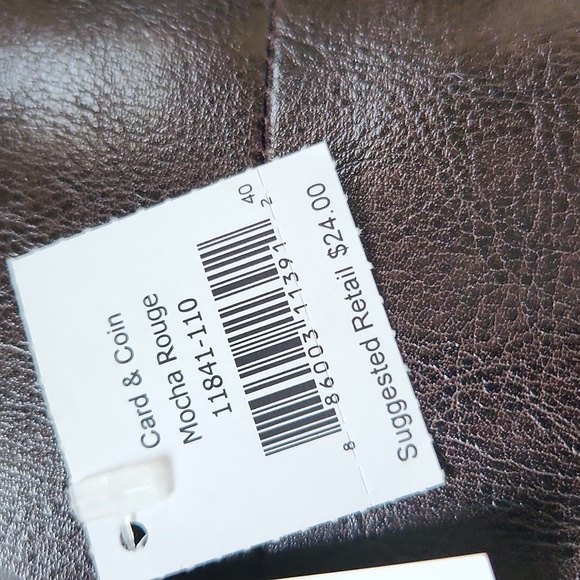 Card & Coin
Mocha Rouge
11841-110
40
8 86003 11391 2
Suggested Retail $24.00